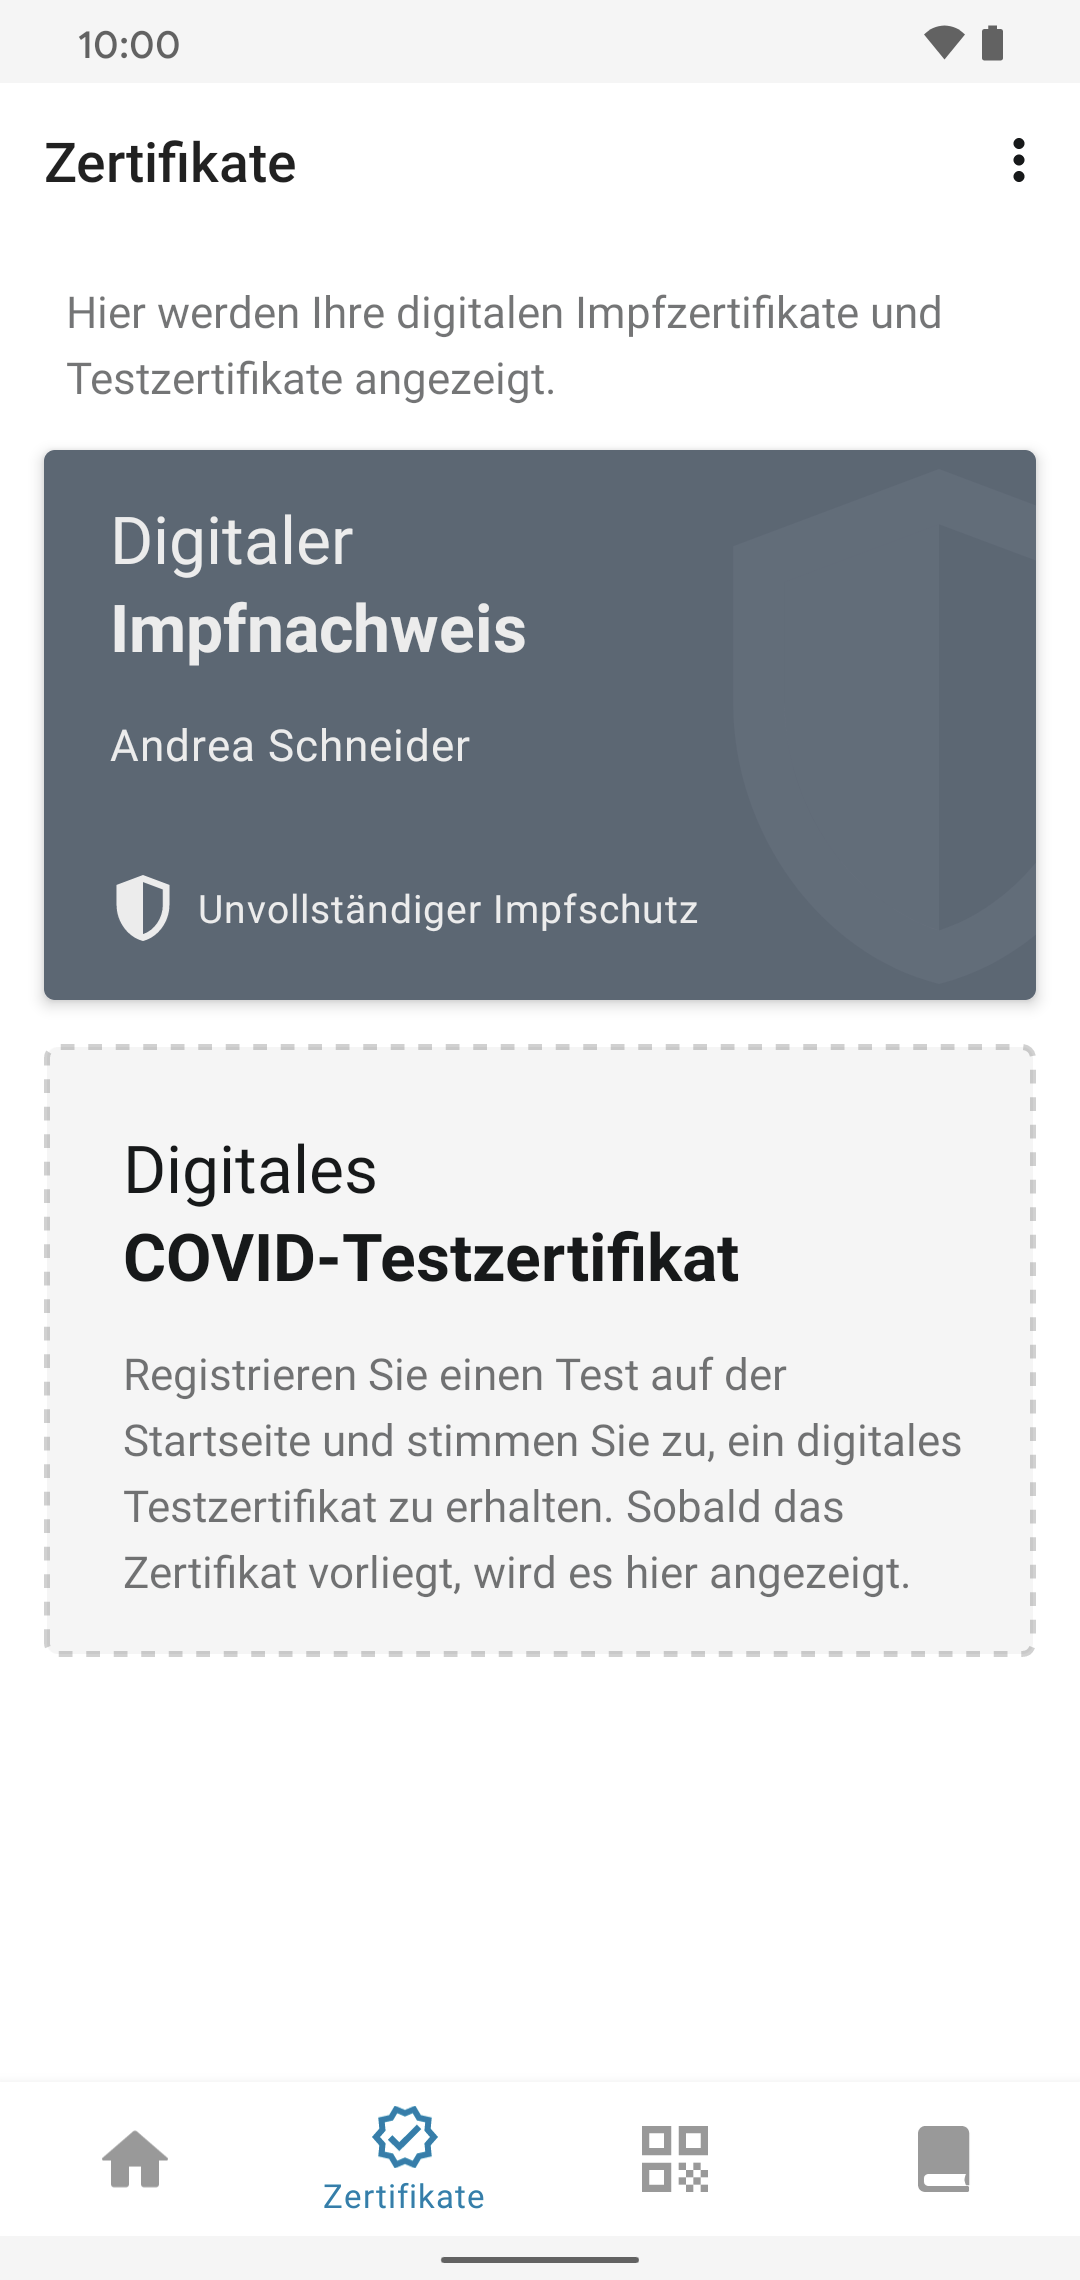 10:00
Zertifikate
Hier werden Ihre digitalen Impfzertifikate und
Testzertifikate angezeigt.
Digitaler
Impfnachweis
Andrea Schneider
Unvollständiger Impfschutz
Digitales
COVID-Testzertifikat
Registrieren Sie einen Test auf der
Startseite und stimmen Sie zu, ein digitales
Testzertifikat zu erhalten. Sobald das
Zertifikat vorliegt, wird es hier angezeigt.
Zertifikate